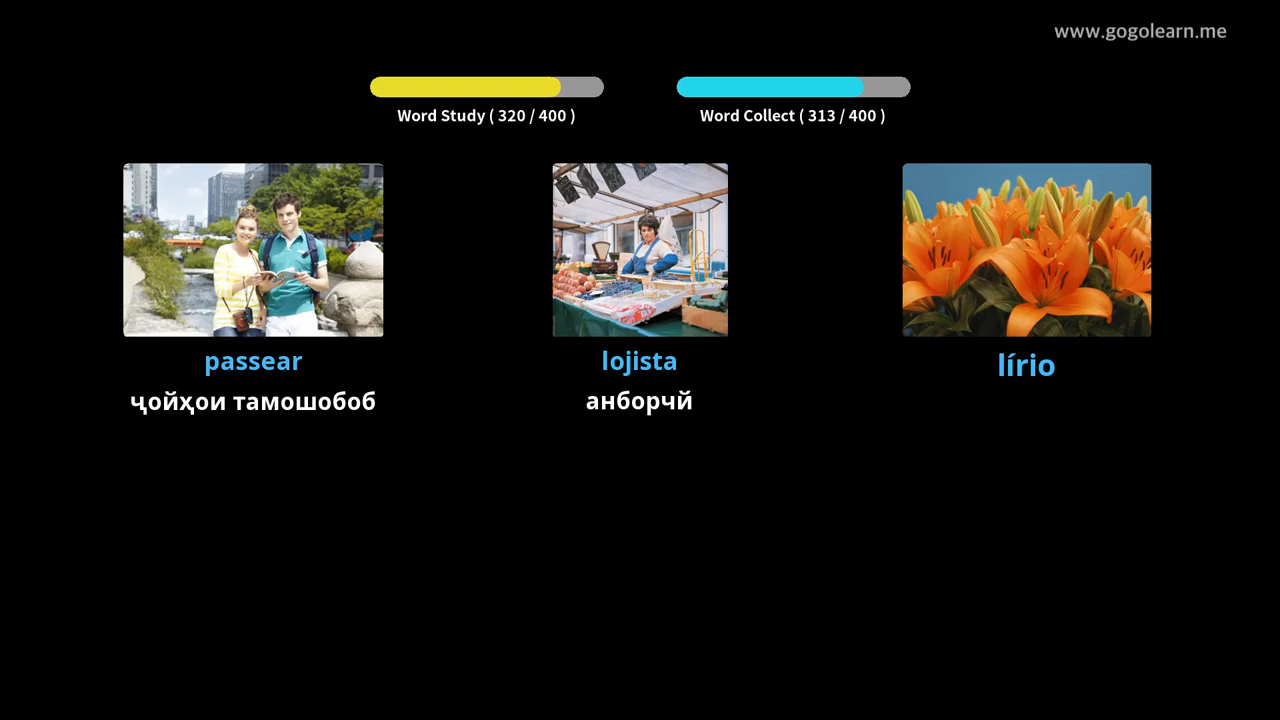 www.gogolearn.me
Word Study ( 320 / 400 )
Word Collect ( 313 / 400 )
passear
ҷойҳои тамошобоб
lojista
анборчӣ
lírio